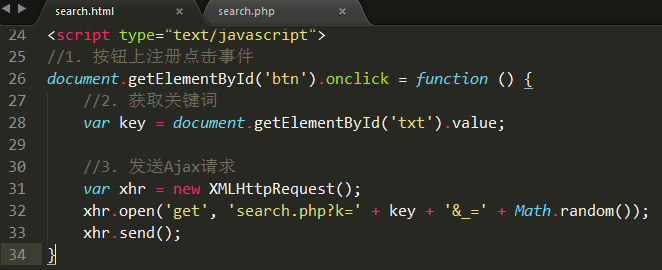 search.html × search.php ×
24 <script type="text/javascript">
25 //1. 按钮上注册点击事件
26 document.getElementById('btn').onclick = function () {
27     //2. 获取关键词
28     var key = document.getElementById('txt').value;
29
30     //3. 发送Ajax请求
31     var xhr = new XMLHttpRequest();
32     xhr.open('get', 'search.php?k=' + key + '&_=' + Math.random());
33     xhr.send();
34 }